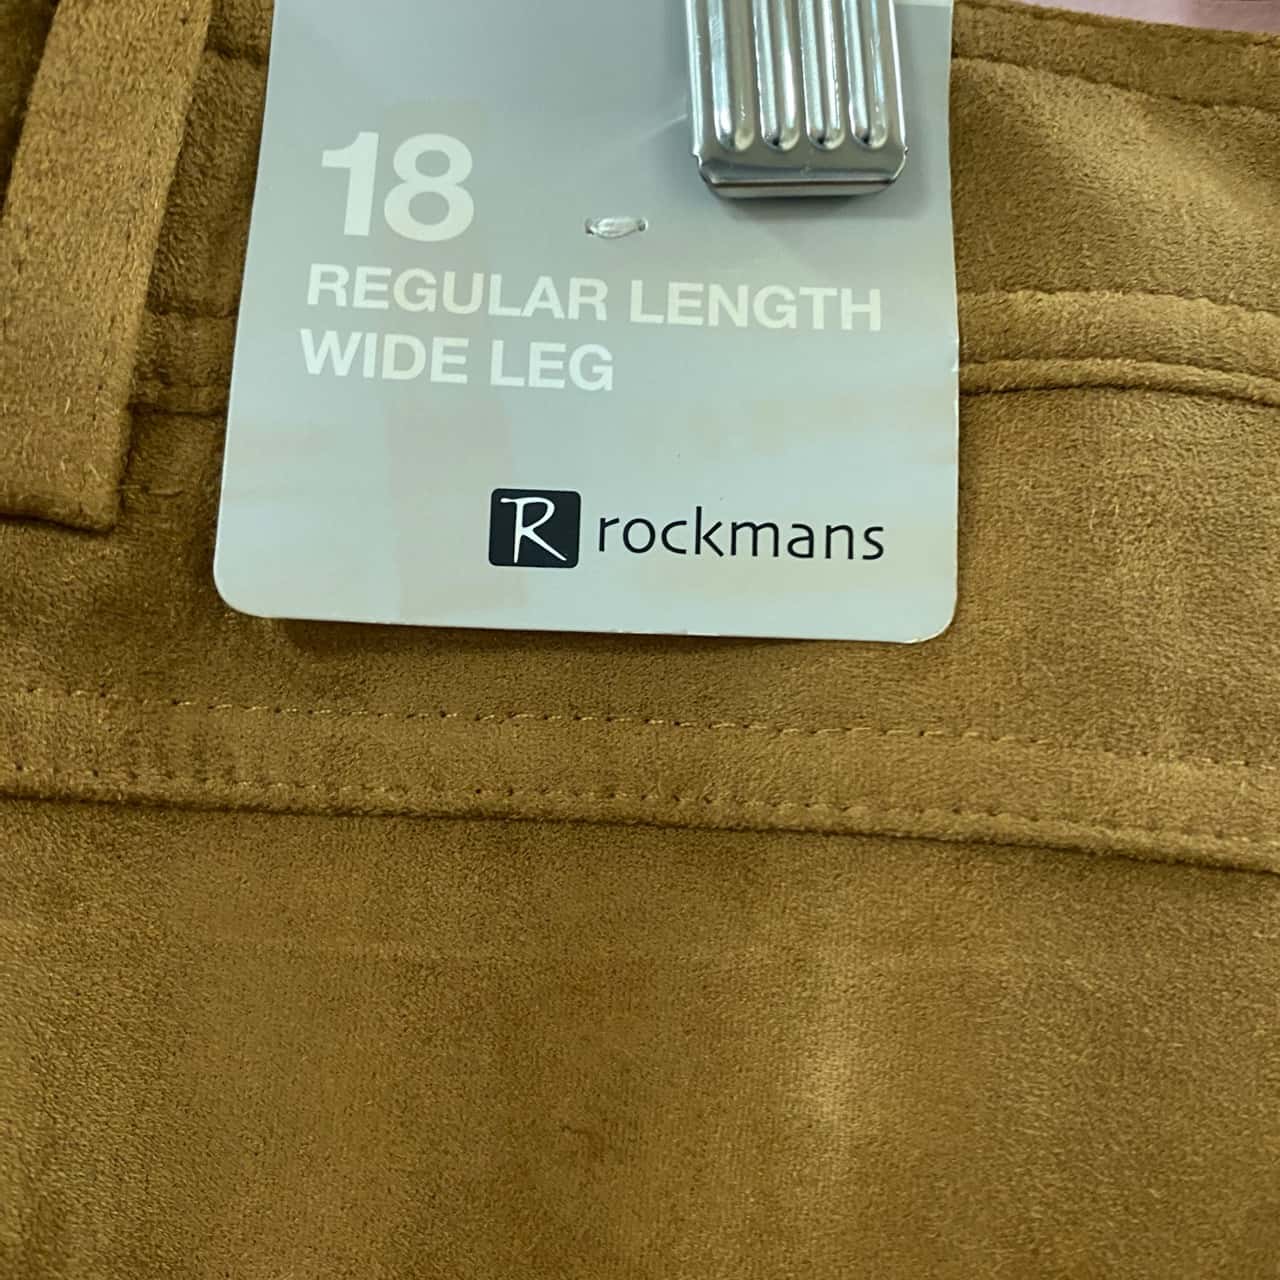 18
REGULAR LENGTH
WIDE LEG
R rockmans